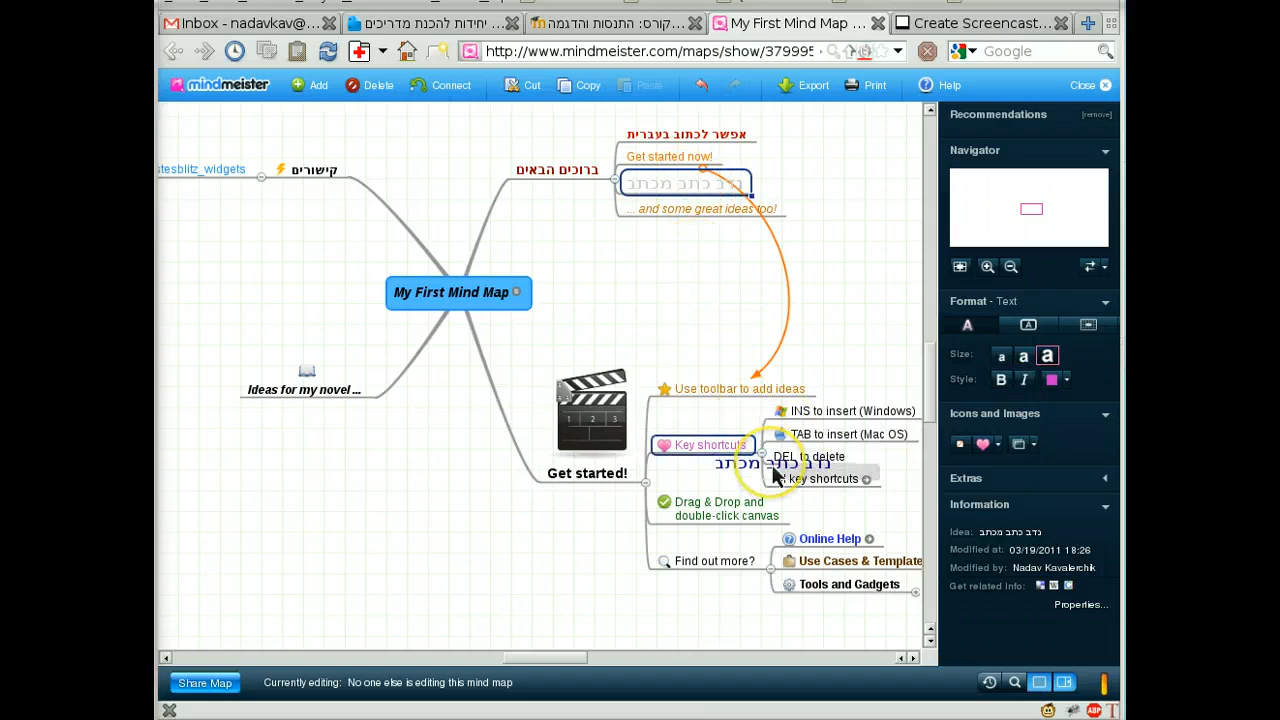 Inbox - nadavkav@...
יחידות להכנת מדריכים...
קורס: התנסות והדגמה...
My First Mind Map ...
Create Screencast...
http://www.mindmeister.com/maps/show/379995
Google
mindmeister
Add
Delete
Connect
Cut
Copy
Paste
Export
Print
Help
Close
אפשר לכתוב בעברית
Get started now!
ברוכים הבאים
נדב כתב מכתב
... and some great ideas too!
קישורים
tesblitz_widgets
My First Mind Map
Ideas for my novel ...
Get started!
Use toolbar to add ideas
Key shortcuts
INS to insert (Windows)
TAB to insert (Mac OS)
DEL to delete
נדב כתב מכתב
key shortcuts
Drag & Drop and
double-click canvas
Find out more?
Online Help
Use Cases & Template
Tools and Gadgets
Recommendations
[remove]
Navigator
Format - Text
A
A
Size:
a
a
a
Style:
B
I
Icons and Images
Extras
Information
Idea: נדב כתב מכתב
Modified at: 03/19/2011 18:26
Modified by: Nadav Kavalerchik
Get related Info:
W
Properties...
Share Map
Currently editing: No one else is editing this mind map
ABP